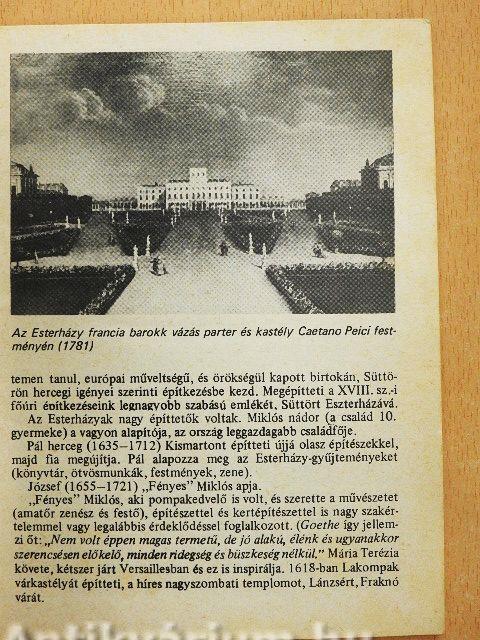 Az Esterházy francia barokk vázás parter és kastély Caetano Peici fest-
ményén (1781)
temen tanul, európai műveltségű, és örökségül kapott birtokán, Süttö-
rön hercegi igényei szerinti építkezésbe kezd. Megépítteti a XVIII. sz.-i
főúri építkezéseink legnagyobb szabású emlékét, Süttört Eszterházává.
Az Esterházyak nagy építtetők voltak. Miklós nádor (a család 10.
gyermeke) a vagyon alapítója, az ország leggazdagabb családfője.
Pál herceg (1635–1712) Kismartont építteti újjá olasz építészekkel,
majd fia megújítja. Pál alapozza meg az Esterházy-gyűjteményeket
(könyvtár, ötvösmunkák, festmények, zene).
József (1655–1721) „Fényes" Miklós apja.
„Fényes" Miklós, aki pompakedvelő is volt, és szerette a művészetet
(amatőr zenész és festő), építészettel és kertépítészettel is nagy szakér-
telemmel vagy legalábbis érdeklődéssel foglalkozott. (Goethe így jellem-
zi őt: „Nem volt éppen magas termetű, de jó alakú, élénk és ugyanakkor
szerencsésen előkelő, minden ridegség és büszkeség nélkül." Mária Terézia
követe, kétszer járt Versaillesban és ez is inspirálja. 1618-ban Lakompak
várkastélyát építteti, a híres nagyszombati templomot, Lánzsért, Fraknó
várát.
Antikvárium.hu